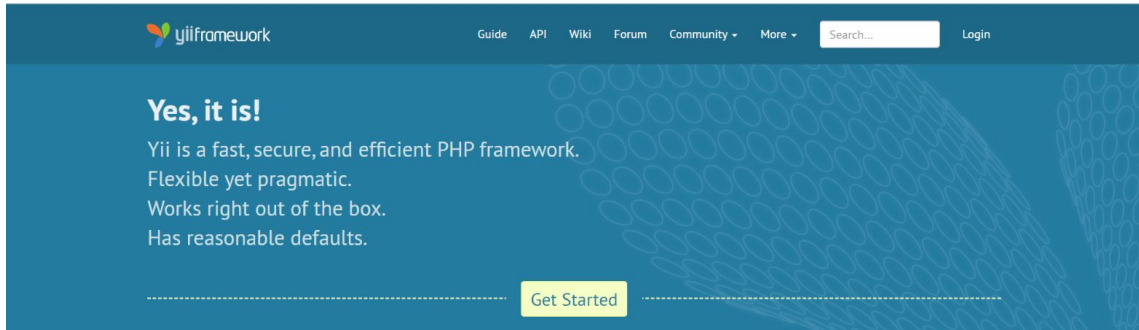 yiiframework Guide API Wiki Forum Community More Search... Login
Yes, it is!
Yii is a fast, secure, and efficient PHP framework.
Flexible yet pragmatic.
Works right out of the box.
Has reasonable defaults.
Get Started